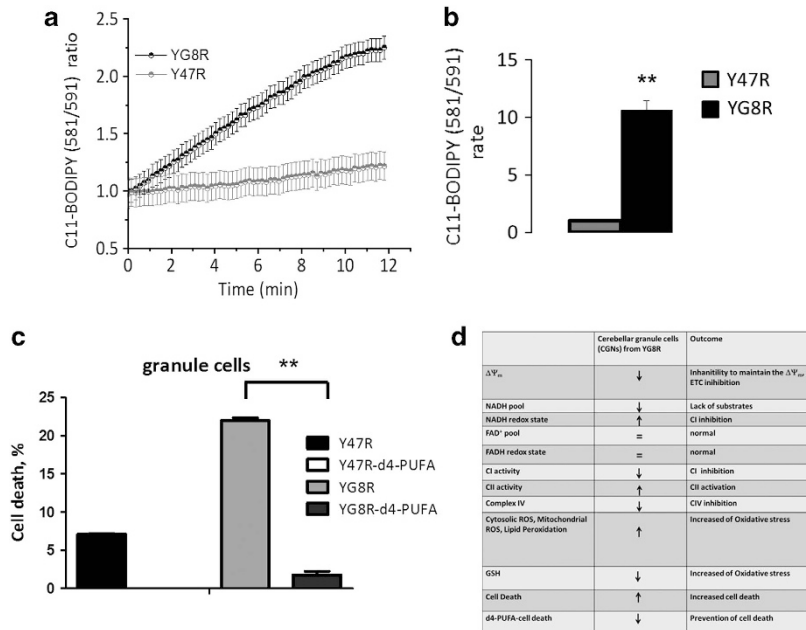 a
C11-BODIPY (581/591)
ratio
2.5
2.0
1.5
1.0
0.5
YG8R
Y47R
0 2 4 6 8 10 12
Time (min)
b
C11-BODIPY (581/591)
rate
15
10
5
0
**
Y47R
YG8R
c
granule cells
**
Cell death, %
25
20
15
10
5
0
Y47R
Y47R-d4-PUFA
YG8R
YG8R-d4-PUFA
d
Cerebellar granule cells
(CGNs) from YG8R
Outcome
ΔΨm ↓ Inhanitility to maintain the ΔΨm,
ETC inihibition
NADH pool ↓ Lack of substrates
NADH redox state ↑ CI inhibition
FAD+ pool = normal
FADH redox state = normal
CI activity ↓ CI inhibition
CII activity ↑ CII activation
Complex IV ↓ CIV inhibition
Cytosolic ROS, Mitochondrial
ROS, Lipid Peroxidation ↑ Increased of Oxidative stress
GSH ↓ Increased of Oxidative stress
Cell Death ↑ Increased cell death
d4-PUFA-cell death ↓ Prevention of cell death